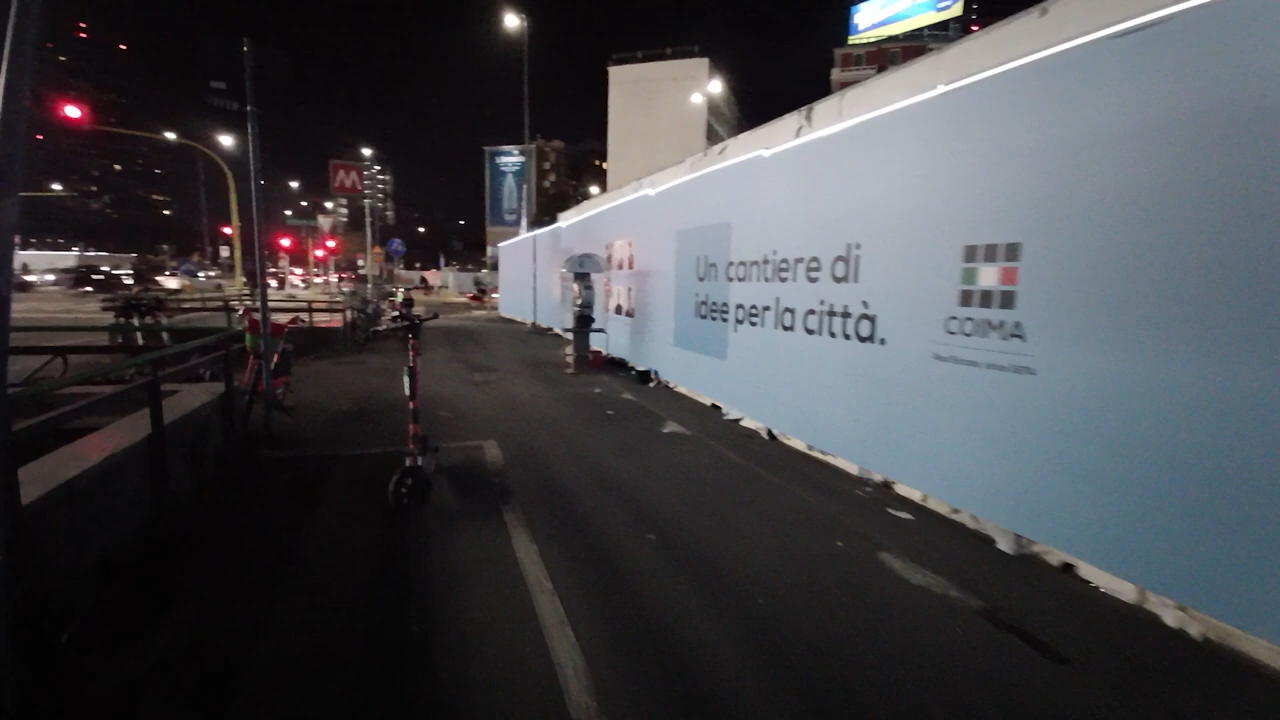 M
Un cantiere di
idee per la città.
COIMA